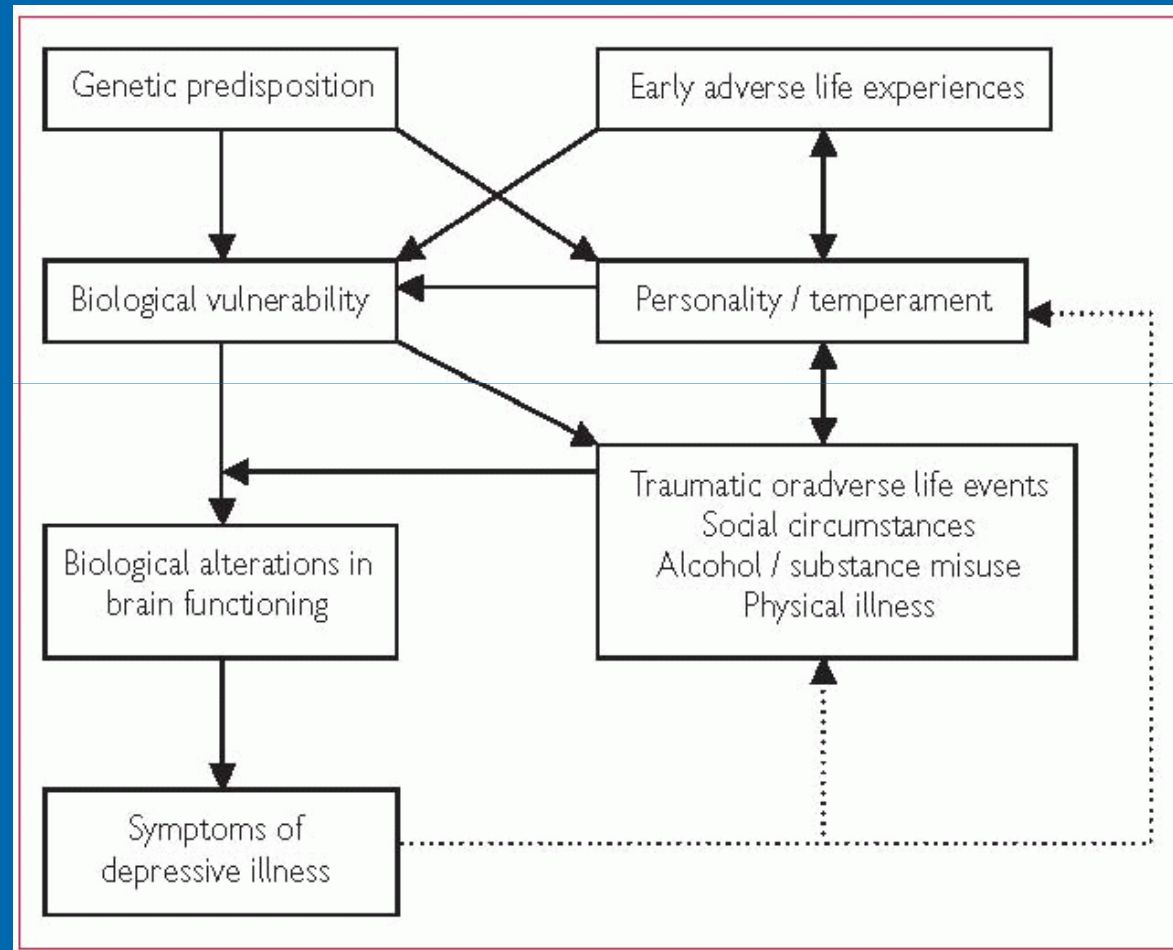 Genetic predisposition
Early adverse life experiences
Biological vulnerability
Personality / temperament
Traumatic oradverse life events
Social circumstances
Alcohol / substance misuse
Physical illness
Biological alterations in
brain functioning
Symptoms of
depressive illness